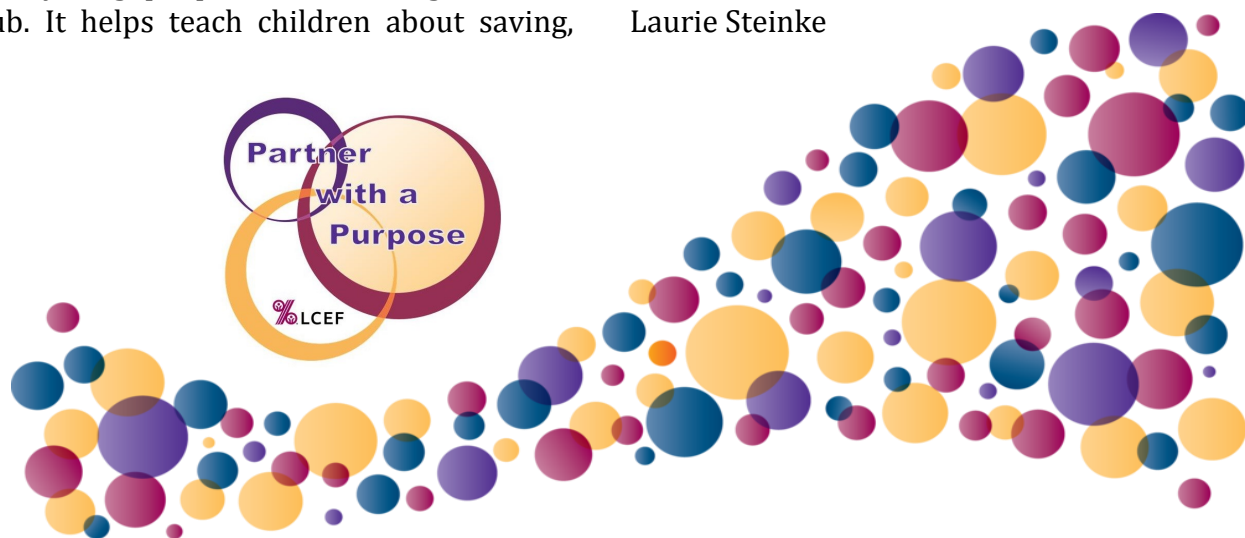 ub. It helps teach children about saving,
Laurie Steinke
Partner
with a
Purpose
LCEF